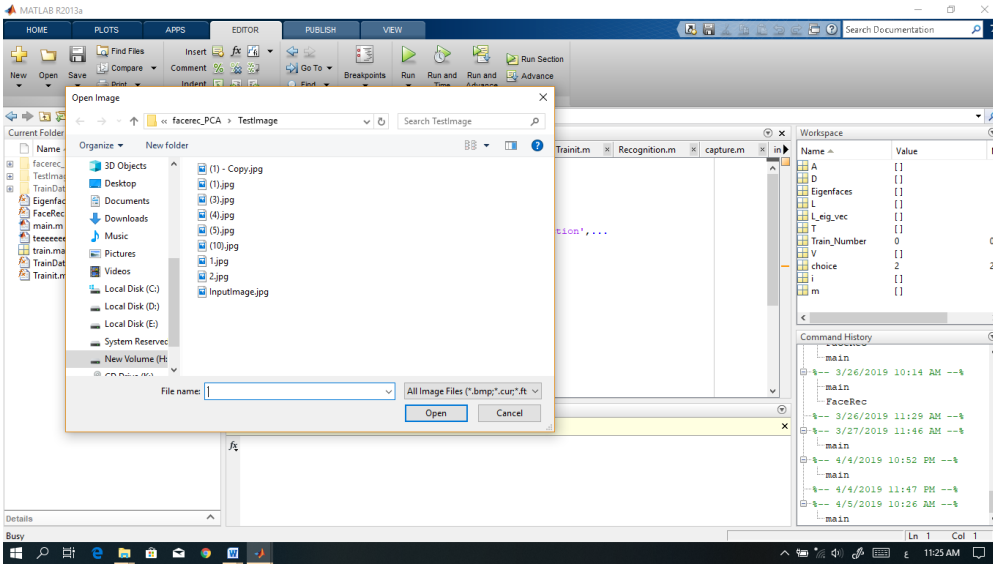 MATLAB R2013a
HOME PLOTS APPS EDITOR PUBLISH VIEW
Search Documentation
New Open Save
Find Files
Compare
Print
Insert fx
Comment
Indent
Go To
Find
Breakpoints
Run
Run and Time
Run and Advance
Run Section
Advance
Open Image
« facerec_PCA › TestImage
Search TestImage
Organize New folder
3D Objects
Desktop
Documents
Downloads
Music
Pictures
Videos
Local Disk (C:)
Local Disk (D:)
Local Disk (E:)
System Reserved
New Volume (H:
CD Drive (K:)
(1) - Copy.jpg
(1).jpg
(3).jpg
(4).jpg
(5).jpg
(10).jpg
1.jpg
2.jpg
InputImage.jpg
File name:
All Image Files (*.bmp;*.cur;*.ft
Open Cancel
Current Folder
Name
facerec_
TestImag
TrainDat
Eigenfac
FaceRec
main.m
teeeeeee
train.ma
TrainDat
Trainit.m
Details
Trainit.m Recognition.m capture.m in
tion',...
fx
Workspace
Name Value
A [ ]
D [ ]
Eigenfaces [ ]
L [ ]
L_eig_vec [ ]
T [ ]
Train_Number 0
V [ ]
choice 2
i [ ]
m [ ]
Command History
FaceRec
main
%-- 3/26/2019 10:14 AM --%
main
FaceRec
%-- 3/26/2019 11:29 AM --%
%-- 3/27/2019 11:46 AM --%
main
%-- 4/4/2019 10:52 PM --%
main
%-- 4/4/2019 11:47 PM --%
%-- 4/5/2019 10:26 AM --%
main
Busy
Ln 1 Col 1
ع 11:25 AM